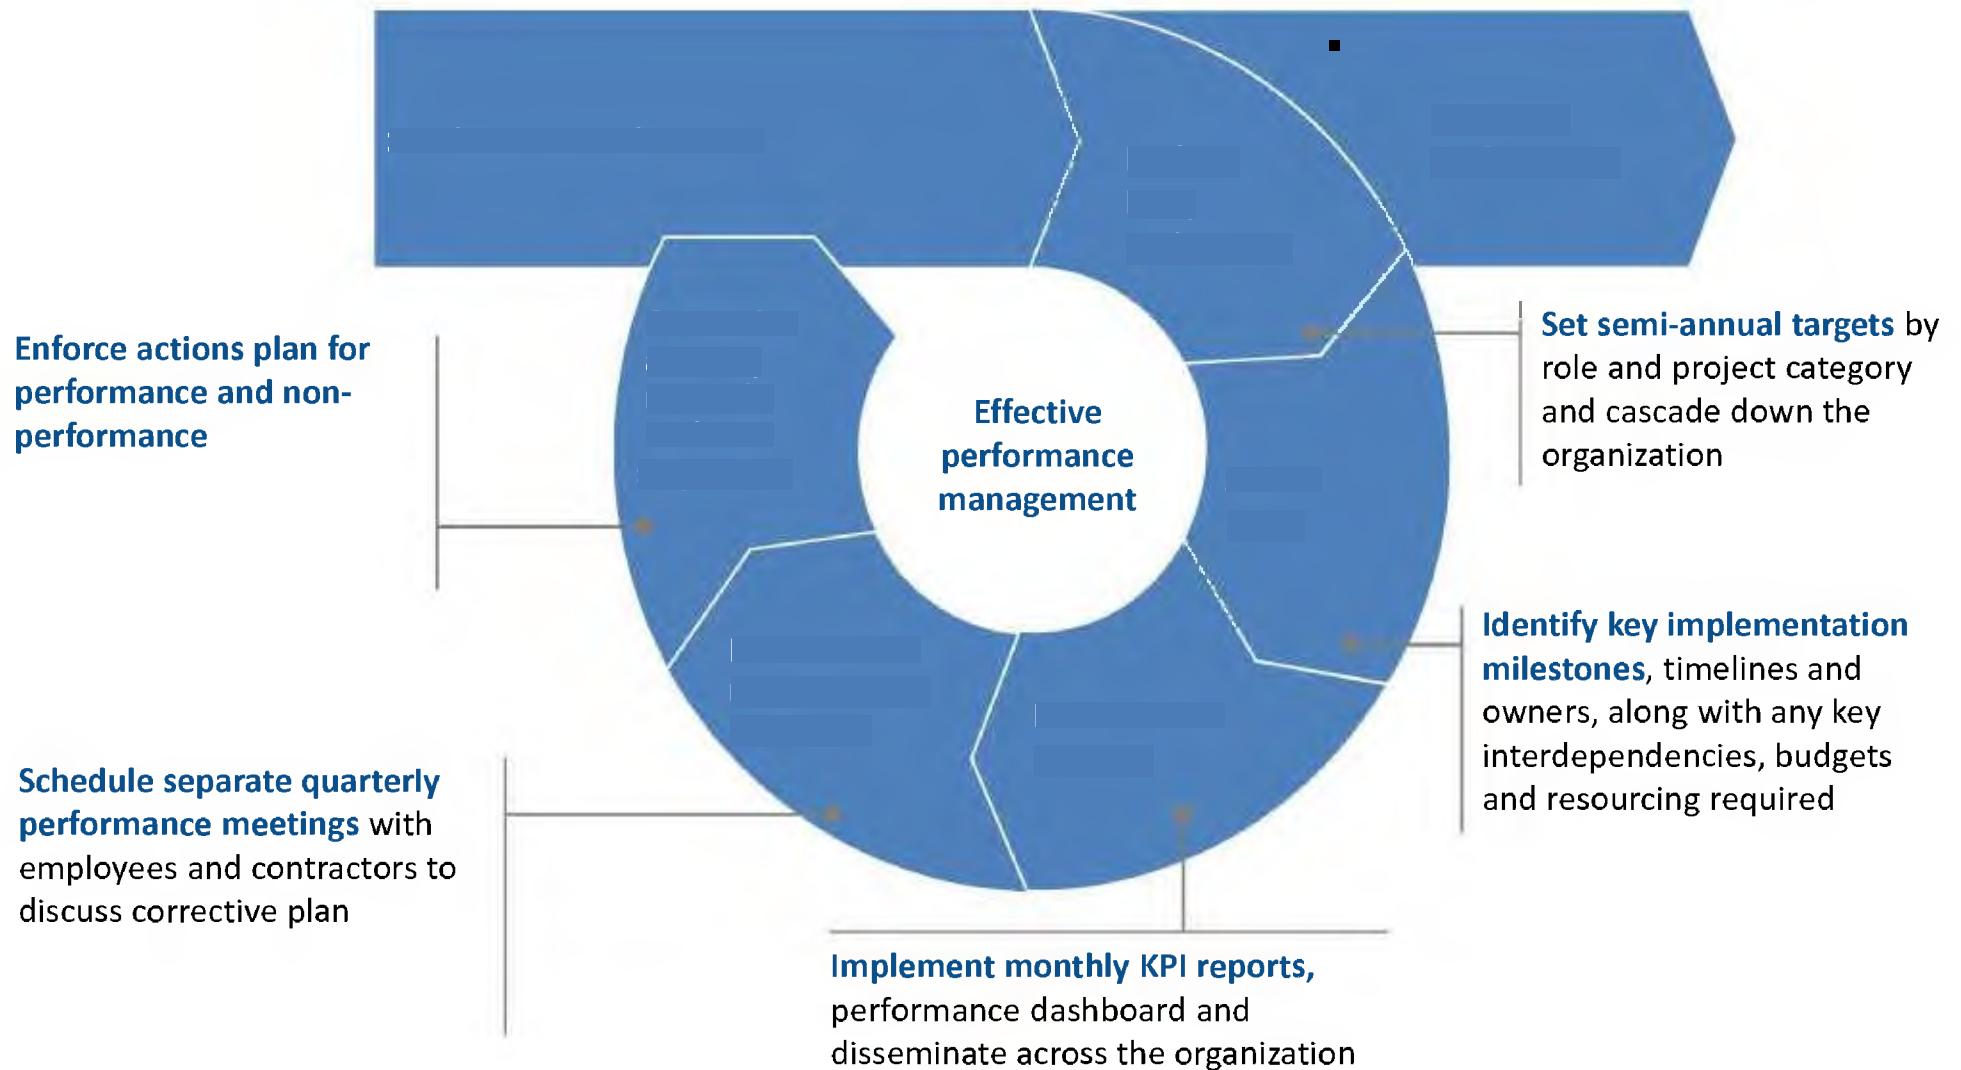 Enforce actions plan for
performance and non-
performance
Effective
performance
management
Set semi-annual targets by
role and project category
and cascade down the
organization
Identify key implementation
milestones, timelines and
owners, along with any key
interdependencies, budgets
and resourcing required
Schedule separate quarterly
performance meetings with
employees and contractors to
discuss corrective plan
Implement monthly KPI reports,
performance dashboard and
disseminate across the organization